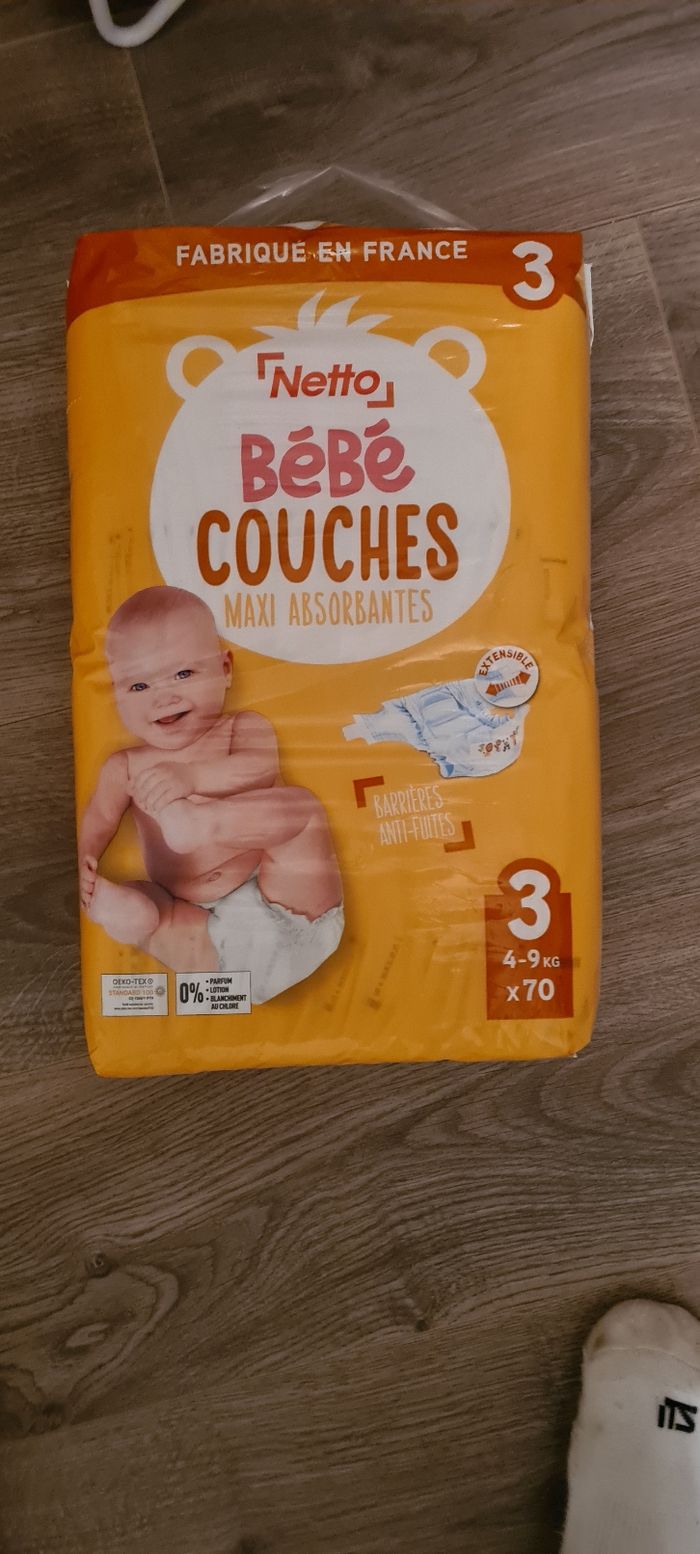 FABRIQUÉ EN FRANCE
3
Netto
BéBé
COUCHES
MAXI ABSORBANTES
EXTENSIBLE
BARRIÈRES
ANTI-FUITES
3
4-9 KG
x70
OEKO-TEX
STANDARD 100
0%
• PARFUM
• LOTION
• BLANCHIMENT
AU CHLORE